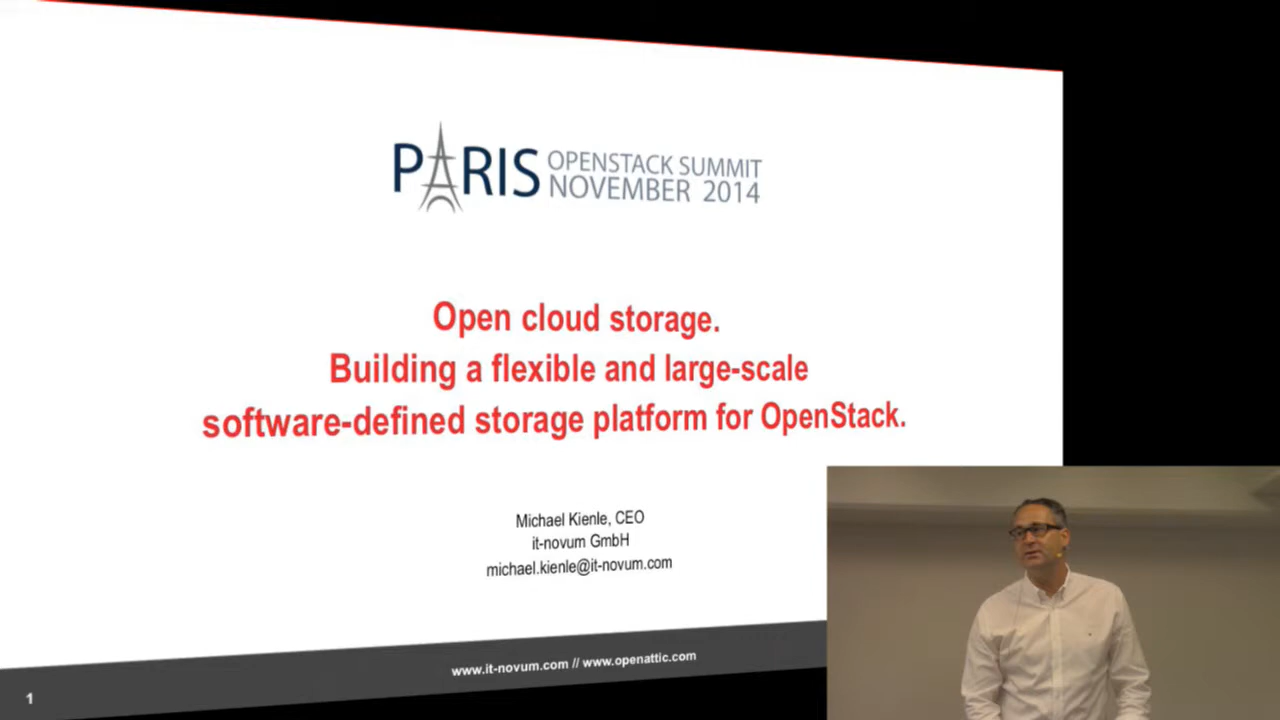 PARIS OPENSTACK SUMMIT
NOVEMBER 2014
Open cloud storage.
Building a flexible and large-scale
software-defined storage platform for OpenStack.
Michael Kienle, CEO
it-novum GmbH
michael.kienle@it-novum.com
www.it-novum.com // www.openattic.com
1